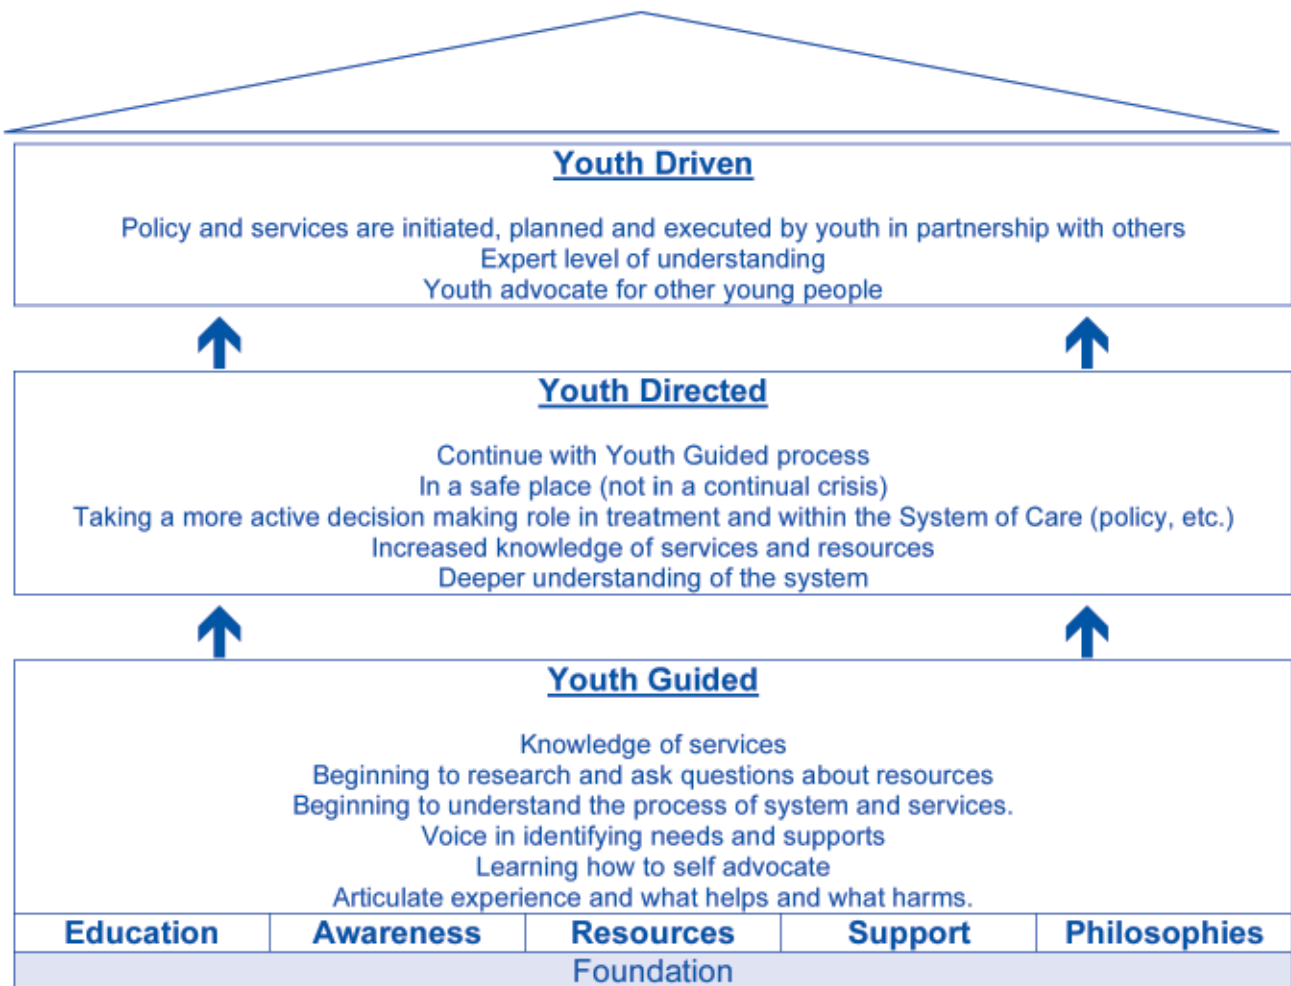 Youth Driven
Policy and services are initiated, planned and executed by youth in partnership with others
Expert level of understanding
Youth advocate for other young people
Youth Directed
Continue with Youth Guided process
In a safe place (not in a continual crisis)
Taking a more active decision making role in treatment and within the System of Care (policy, etc.)
Increased knowledge of services and resources
Deeper understanding of the system
Youth Guided
Knowledge of services
Beginning to research and ask questions about resources
Beginning to understand the process of system and services.
Voice in identifying needs and supports
Learning how to self advocate
Articulate experience and what helps and what harms.
Education Awareness Resources Support Philosophies
Foundation